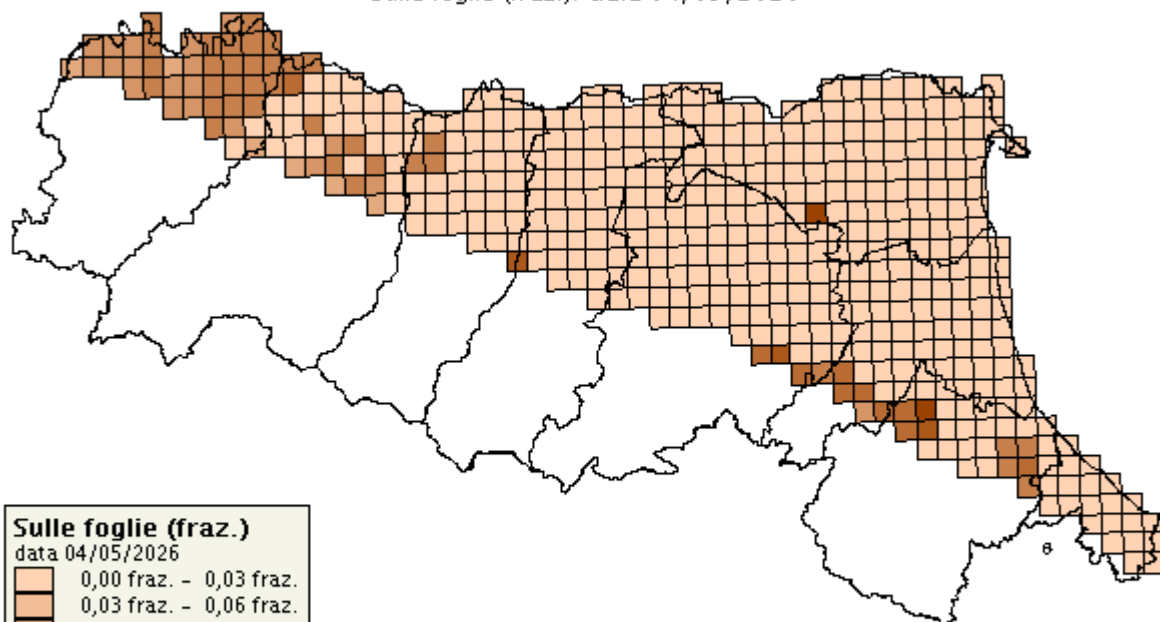 Sulle foglie (fraz.)
data 04/05/2026
0,00 fraz. - 0,03 fraz.
0,03 fraz. - 0,06 fraz.